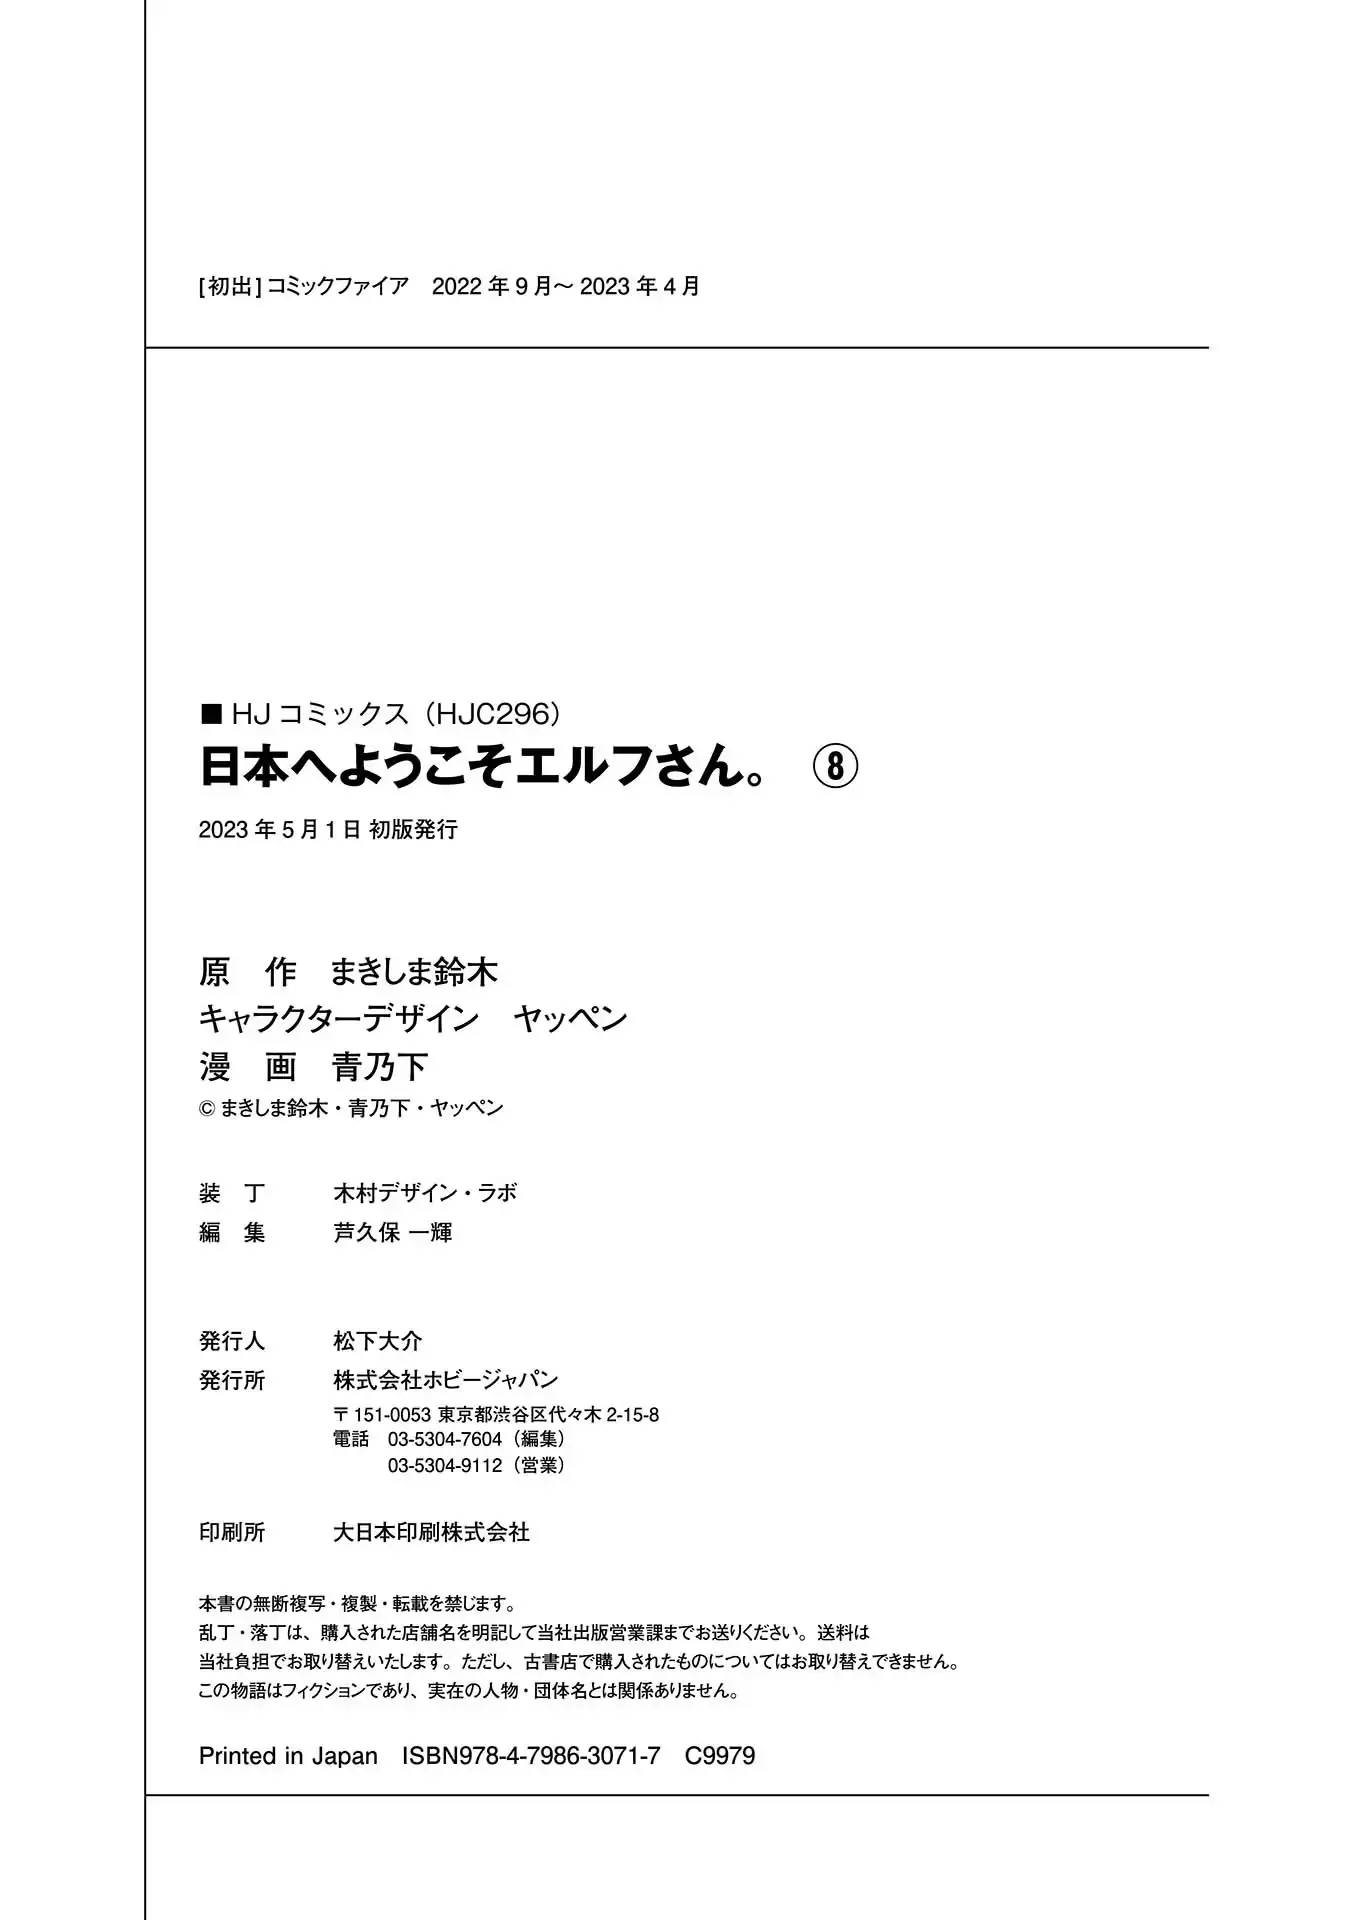 [初出]コミックファイア　2022年9月～2023年4月
■HJコミックス（HJC296）
日本へようこそエルフさん。　⑧
2023年5月1日 初版発行
原　作　まきしま鈴木
キャラクターデザイン　ヤッペン
漫　画　青乃下
©まきしま鈴木・青乃下・ヤッペン
装　丁　　　木村デザイン・ラボ
編　集　　　芦久保 一輝
発行人　　　松下大介
発行所　　　株式会社ホビージャパン
〒151-0053 東京都渋谷区代々木2-15-8
電話　03-5304-7604（編集）
03-5304-9112（営業）
印刷所　　　大日本印刷株式会社
本書の無断複写・複製・転載を禁じます。
乱丁・落丁は、購入された店舗名を明記して当社出版営業課までお送りください。送料は
当社負担でお取り替えいたします。ただし、古書店で購入されたものについてはお取り替えできません。
この物語はフィクションであり、実在の人物・団体名とは関係ありません。
Printed in Japan　ISBN978-4-7986-3071-7　C9979